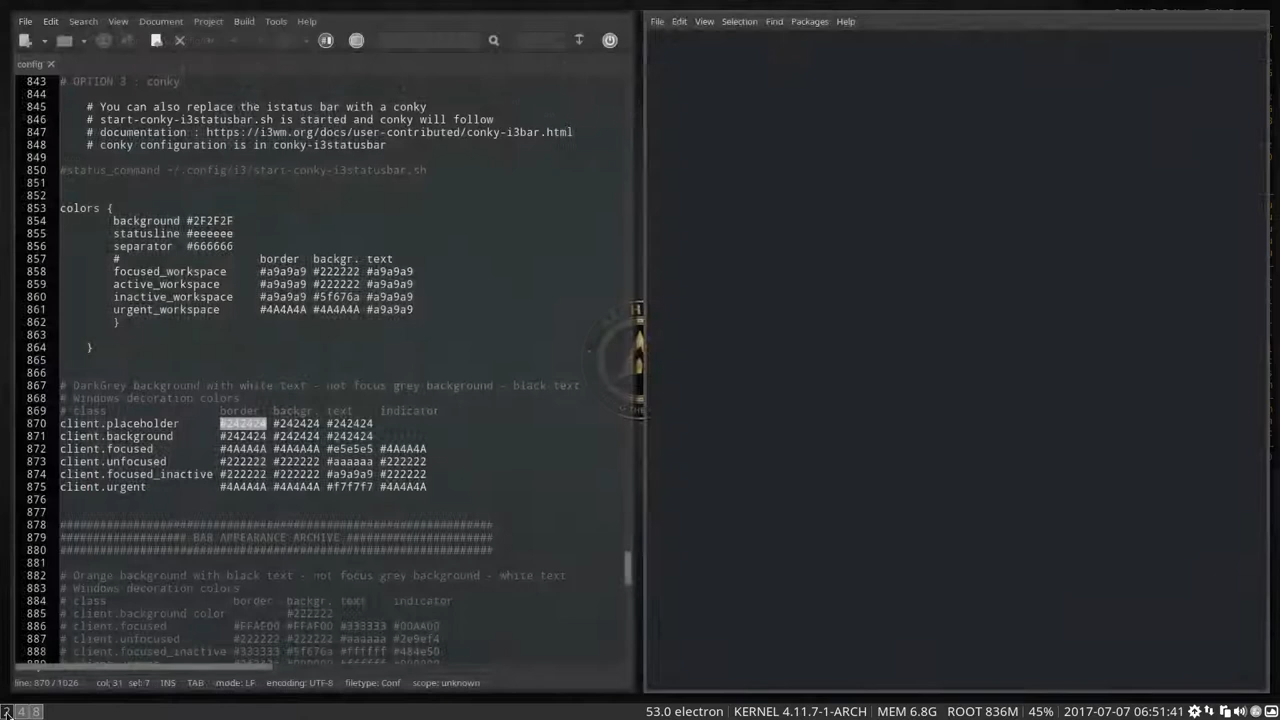 File Edit Search View Document Project Build Tools Help
config
843 # OPTION 3 : conky
844
845 # You can also replace the istatus bar with a conky
846 # start-conky-i3statusbar.sh is started and conky will follow
847 # documentation : https://i3wm.org/docs/user-contributed/conky-i3bar.html
848 # conky configuration is in conky-i3statusbar
849
850 #status_command ~/.config/i3/start-conky-i3statusbar.sh
851
852
853 colors {
854 background #2F2F2F
855 statusline #eeeeee
856 separator #666666
857 # border backgr. text
858 focused_workspace #a9a9a9 #222222 #a9a9a9
859 active_workspace #a9a9a9 #222222 #a9a9a9
860 inactive_workspace #a9a9a9 #5f676a #a9a9a9
861 urgent_workspace #4A4A4A #4A4A4A #a9a9a9
862 }
863
864 }
865
866
867 # DarkGrey background with white text - not focus grey background - black text
868 # Windows decoration colors
869 # class border backgr. text indicator
870 client.placeholder #242424 #242424 #242424
871 client.background #242424 #242424 #242424
872 client.focused #4A4A4A #4A4A4A #e5e5e5 #4A4A4A
873 client.unfocused #222222 #222222 #aaaaaa #222222
874 client.focused_inactive #222222 #222222 #a9a9a9 #222222
875 client.urgent #4A4A4A #4A4A4A #f7f7f7 #4A4A4A
876
877
878 ##################################################################
879 ################### BAR APPEARANCE ARCHIVE ######################
880 ##################################################################
881
882 # Orange background with black text - not focus grey background - white text
883 # Windows decoration colors
884 # class border backgr. text indicator
885 # client.background color #222222
886 # client.focused #FFAF00 #FFAF00 #333333 #00AA00
887 # client.unfocused #222222 #222222 #aaaaaa #2e9ef4
888 # client.focused_inactive #333333 #5f676a #ffffff #484e50
line: 870 / 1026 col: 31 sel: 7 INS TAB mode: LF encoding: UTF-8 filetype: Conf scope: unknown
File Edit View Selection Find Packages Help
2 4 8
53.0 electron KERNEL 4.11.7-1-ARCH MEM 6.8G ROOT 836M 45% 2017-07-07 06:51:41